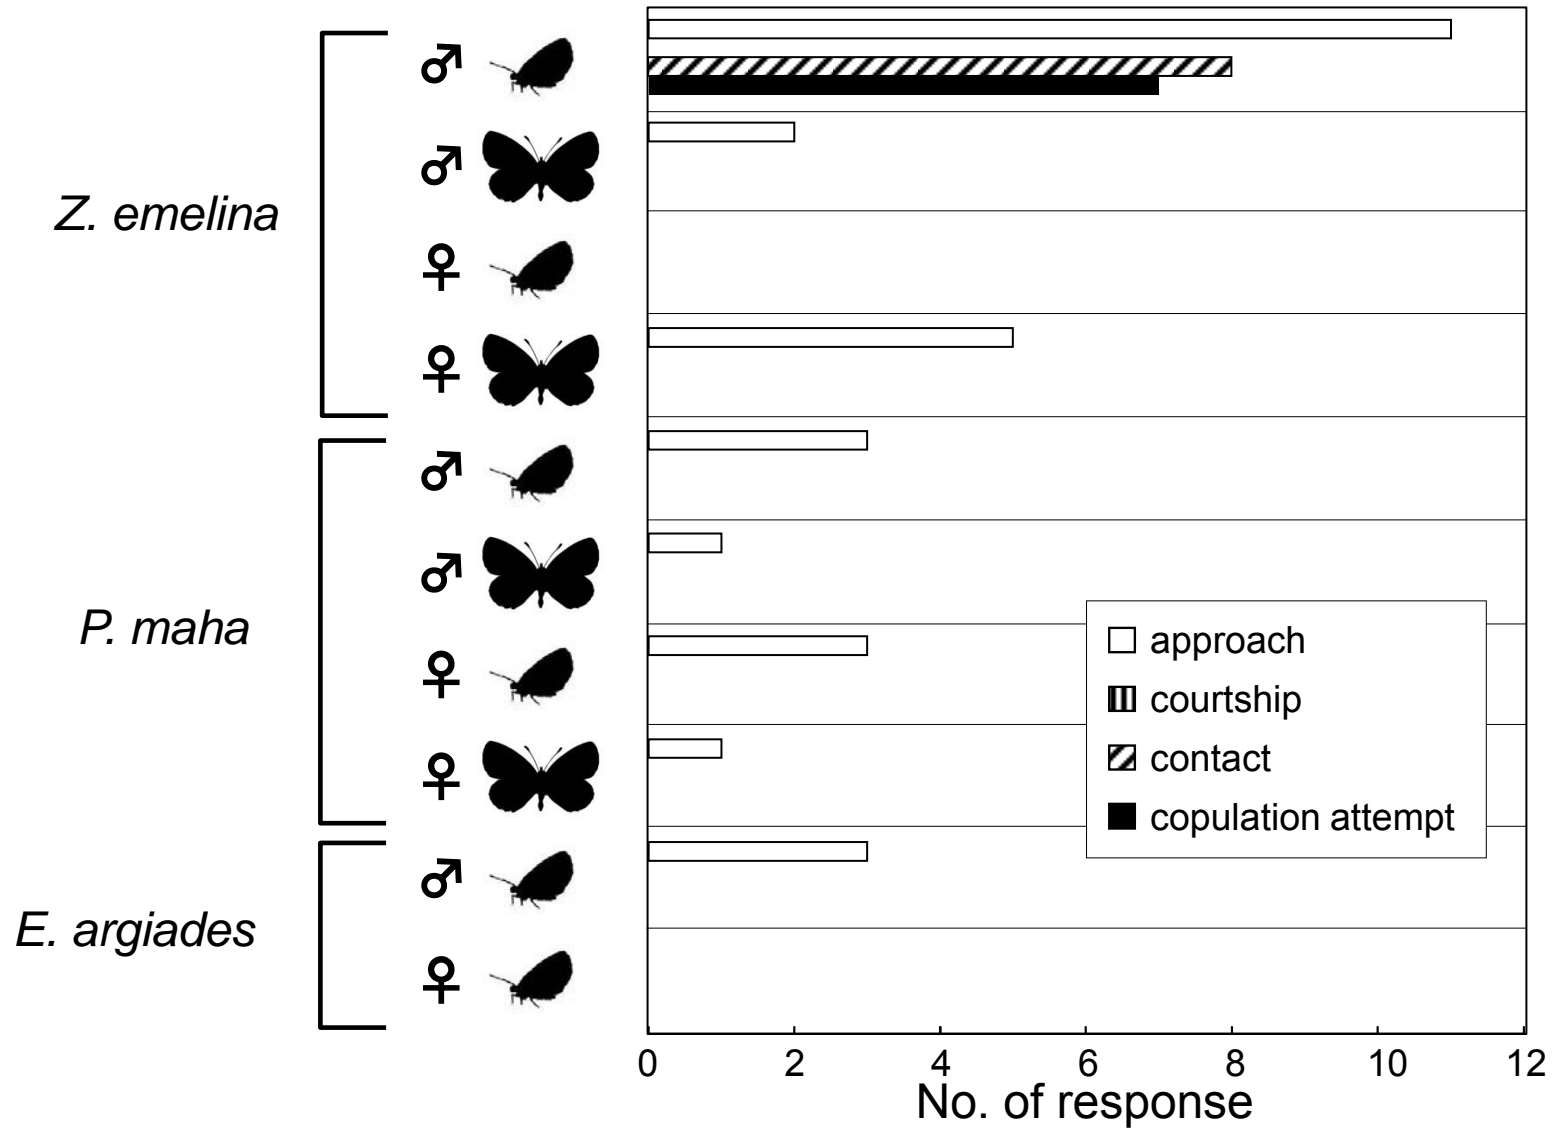 Z. emelina
♂
♂
♀
♀
P. maha
♂
♂
♀
♀
E. argiades
♂
♀
approach
courtship
contact
copulation attempt
0 2 4 6 8 10 12
No. of response